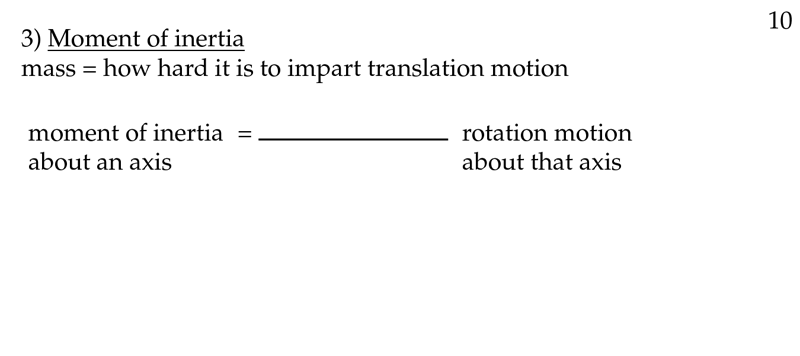 10
3) Moment of inertia
mass = how hard it is to impart translation motion
moment of inertia = __________ rotation motion
about an axis about that axis